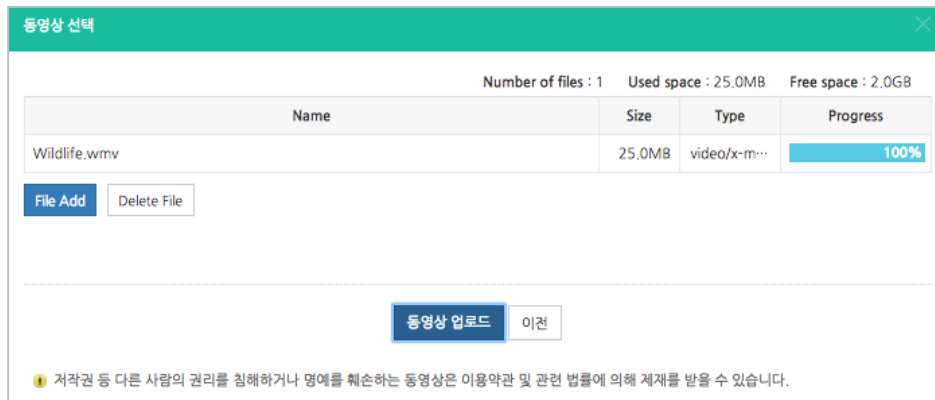 동영상 선택
Number of files : 1 Used space : 25.0MB Free space : 2.0GB
Name Size Type Progress
Wildlife.wmv 25.0MB video/x-m⋯ 100%
File Add Delete File
동영상 업로드 이전
저작권 등 다른 사람의 권리를 침해하거나 명예를 훼손하는 동영상은 이용약관 및 관련 법률에 의해 제재를 받을 수 있습니다.